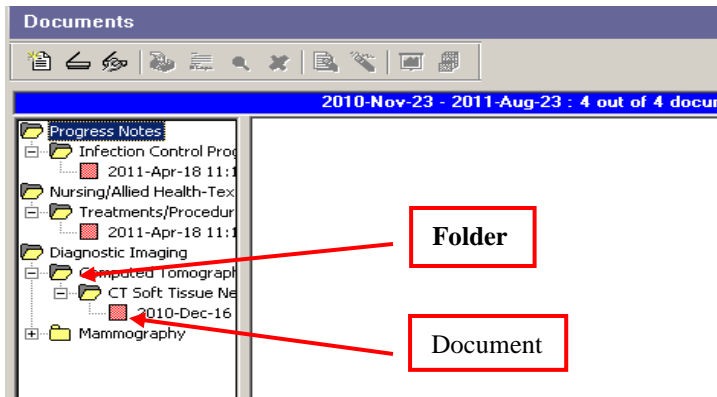 Documents
2010-Nov-23 - 2011-Aug-23 : 4 out of 4 docu
Progress Notes
Infection Control Prog
2011-Apr-18 11:1
Nursing/Allied Health-Tex
Treatments/Procedur
2011-Apr-18 11:1
Diagnostic Imaging
Computed Tomograph
CT Soft Tissue Ne
2010-Dec-16
Mammography
Folder
Document